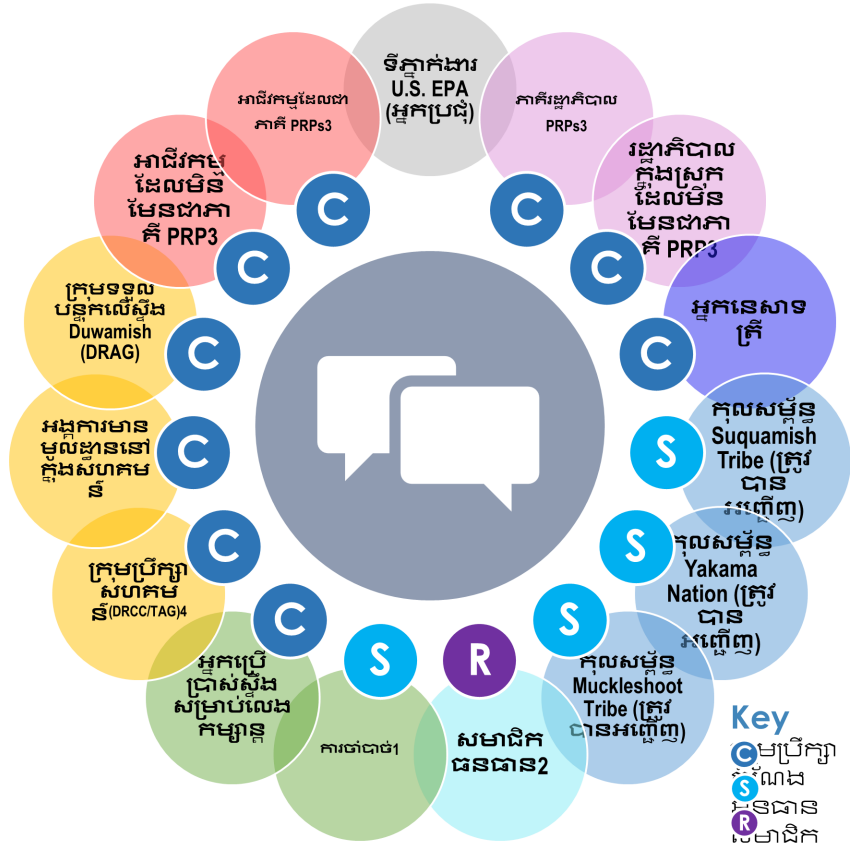 ទីភ្នាក់ងារ
U.S. EPA
(អ្នកប្រជុំ)
ភាគីរដ្ឋាភិបាល
PRPs3
រដ្ឋាភិបាល
ក្នុងស្រុក
ដែលមិន
មែនជាភា
គី PRP3
អ្នកនេសាទ
ត្រី
កុលសម្ព័ន្ធ
Suquamish
Tribe (ត្រូវ
បាន
អញ្ជើញ)
កុលសម្ព័ន្ធ
Yakama
Nation (ត្រូវ
បាន
អញ្ជើញ)
កុលសម្ព័ន្ធ
Muckleshoot
Tribe (ត្រូវ
បានអញ្ជើញ)
សមាជិក
ធនធាន2
ការចាំបាច់1
អ្នកប្រើ
ប្រាស់ស្ទឹង
សម្រាប់លេង
កម្សាន្ត
ក្រុមប្រឹក្សា
សហគម
ន៍(DRCC/TAG)4
អង្គការមាន
មូលដ្ឋាននៅ
ក្នុងសហគម
ន៍
ក្រុមទទួល
បន្ទុកលើស្ទឹង
Duwamish
(DRAG)
អាជីវកម្ម
ដែលមិន
មែនជាភា
គី PRP3
អាជីវកម្មដែលជា
ភាគី PRPs3
C
C
C
S
S
S
R
S
C
C
C
C
C
C
Key
C
S
R
សមាជិក